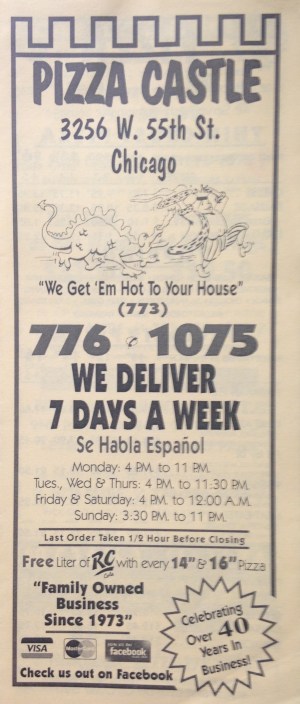 PIZZA CASTLE
3256 W. 55th St.
Chicago
"We Get 'Em Hot To Your House"
(773)
776 • 1075
WE DELIVER
7 DAYS A WEEK
Se Habla Español
Monday: 4 P.M. to 11 P.M.
Tues., Wed & Thurs: 4 P.M. to 11:30 P.M.
Friday & Saturday: 4 P.M. to 12:00 A.M.
Sunday: 3:30 P.M. to 11 P.M.
Last Order Taken 1/2 Hour Before Closing
Free Liter of RC with every 14" & 16" Pizza
"Family Owned
Business
Since 1973"
Celebrating
Over 40
Years in
Business!
VISA MasterCard facebook
Check us out on Facebook